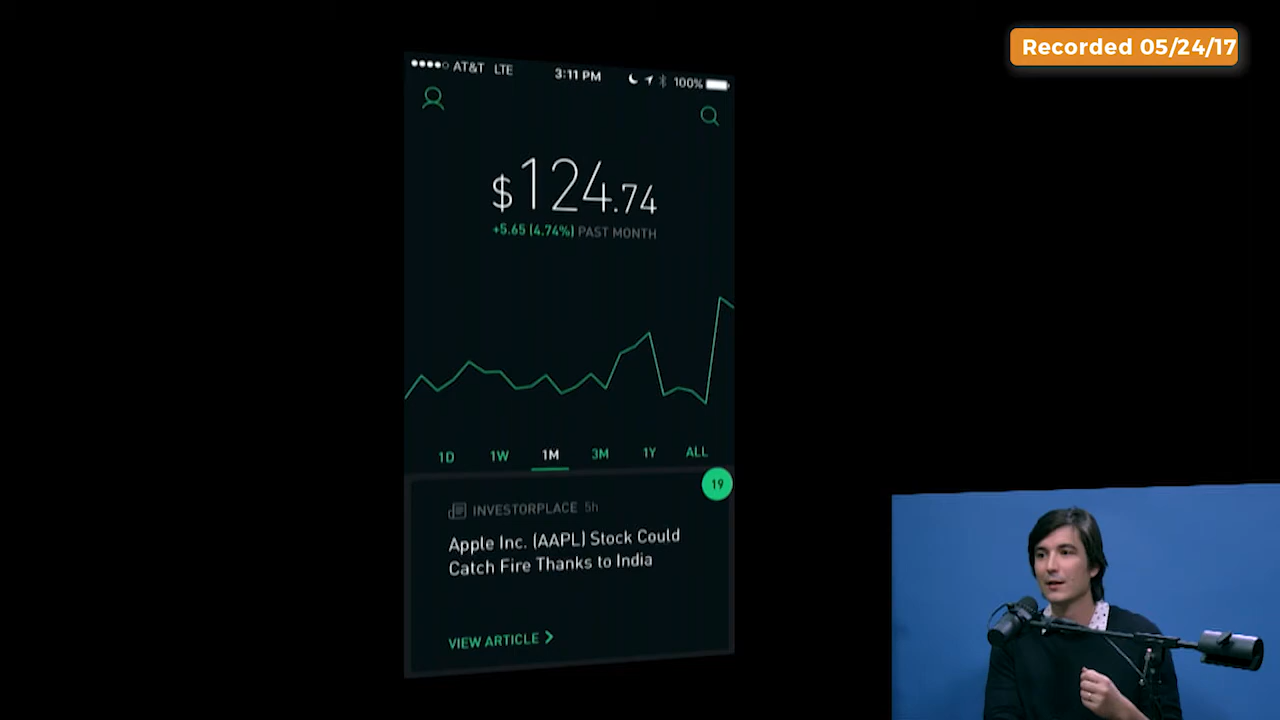 Recorded 05/24/17
AT&T LTE 3:11 PM 100%
$124.74
+5.65 (4.74%) PAST MONTH
1D 1W 1M 3M 1Y ALL
19
INVESTORPLACE 5h
Apple Inc. (AAPL) Stock Could
Catch Fire Thanks to India
VIEW ARTICLE